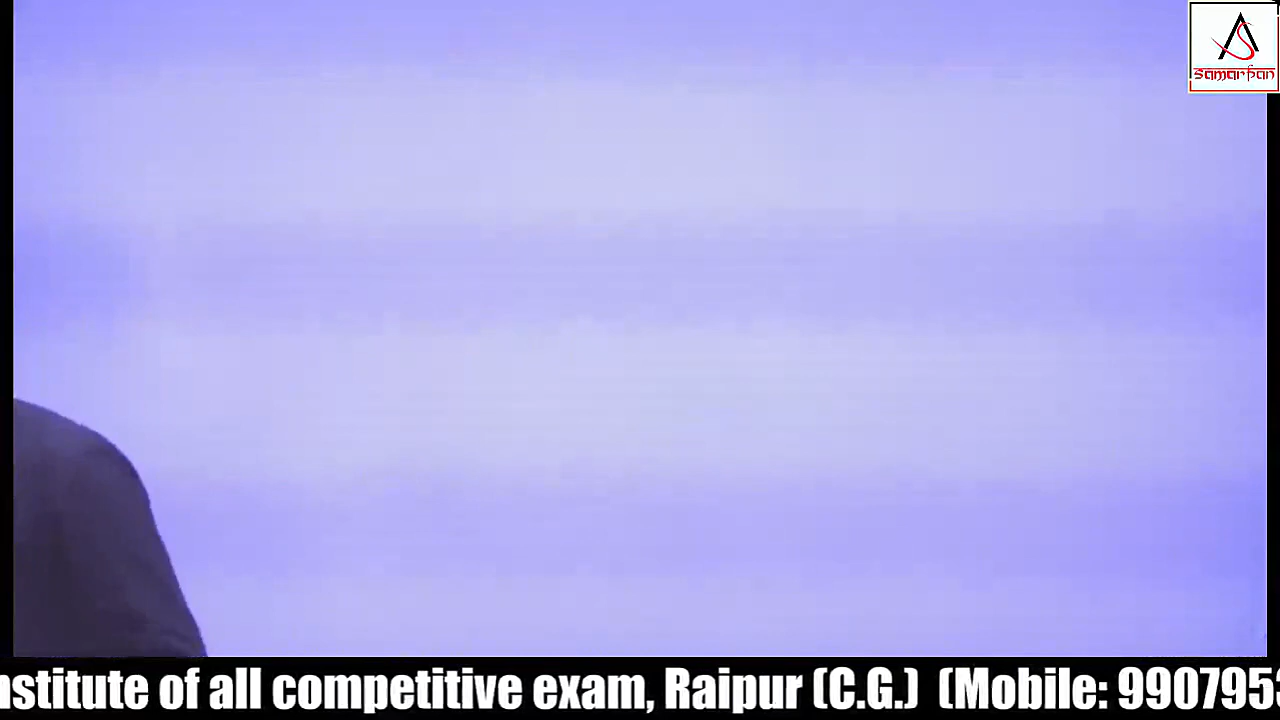 Samarpan
nstitute of all competitive exam, Raipur (C.G.) (Mobile: 990795